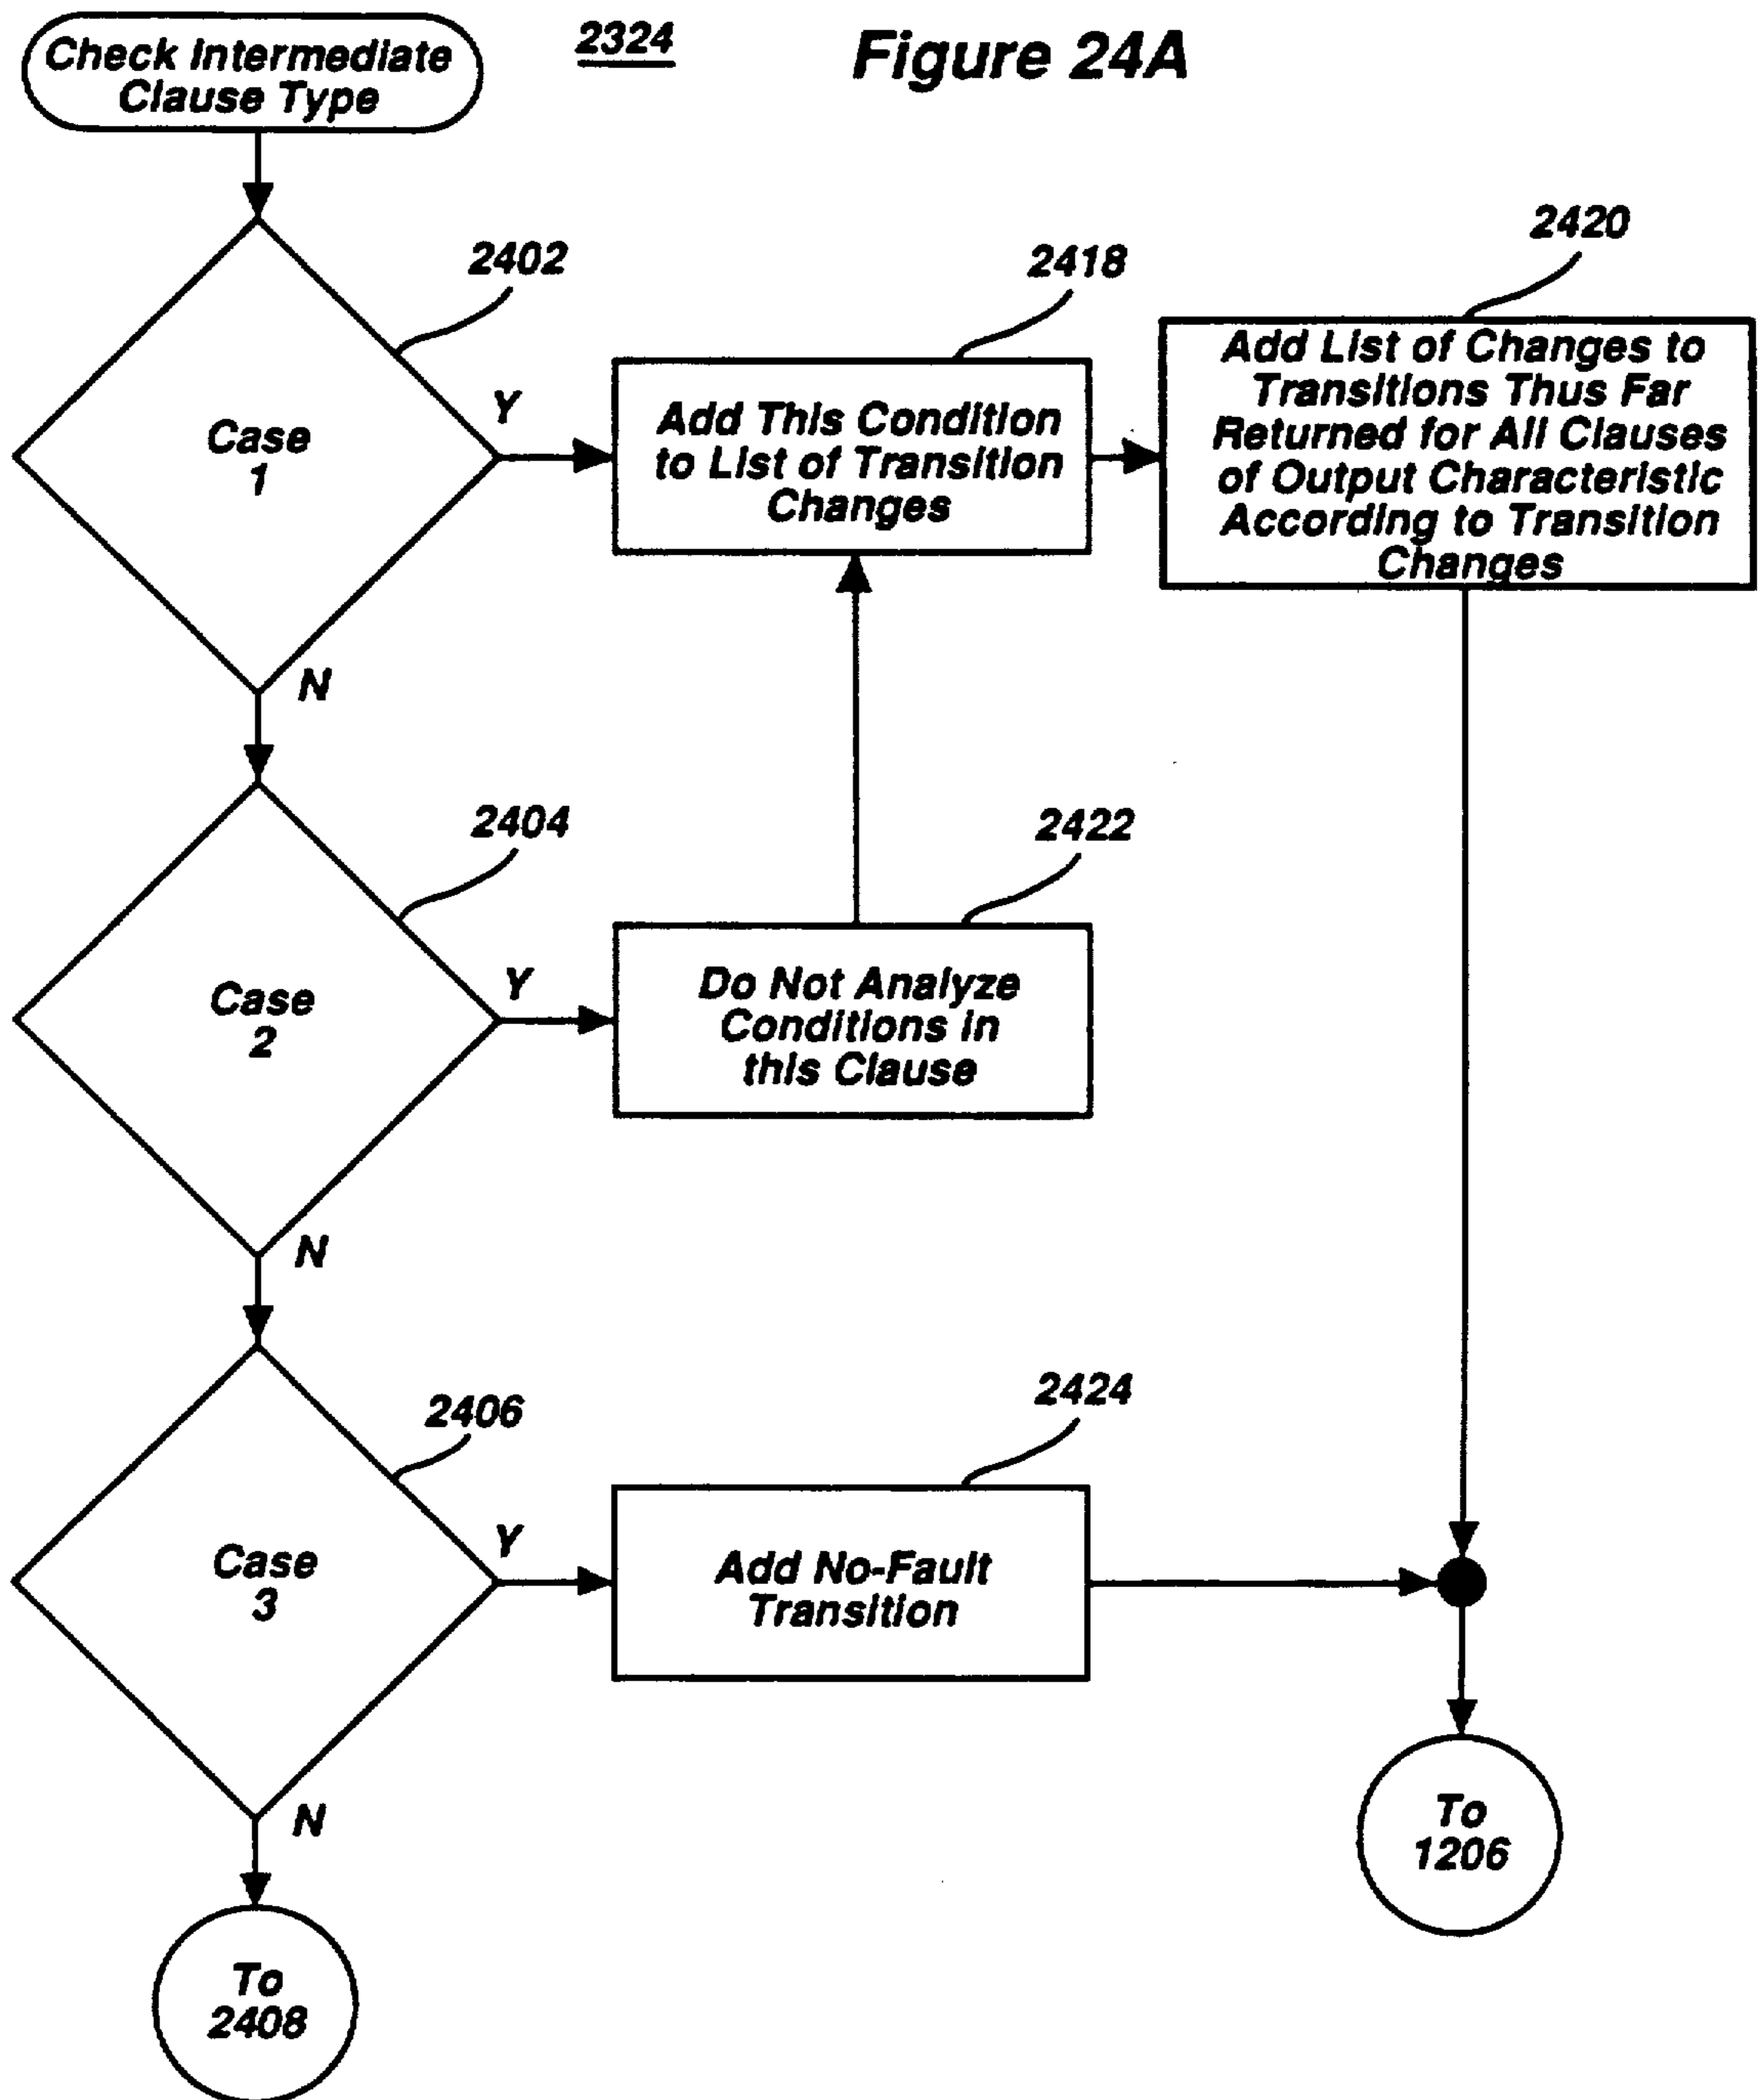 Check Intermediate
Clause Type
2324
Figure 24A
2402
Case
1
Y
N
2418
Add This Condition
to List of Transition
Changes
2420
Add List of Changes to
Transitions Thus Far
Returned for All Clauses
of Output Characteristic
According to Transition
Changes
2404
Case
2
Y
N
2422
Do Not Analyze
Conditions in
this Clause
2406
Case
3
Y
N
2424
Add No-Fault
Transition
To
1206
To
2408